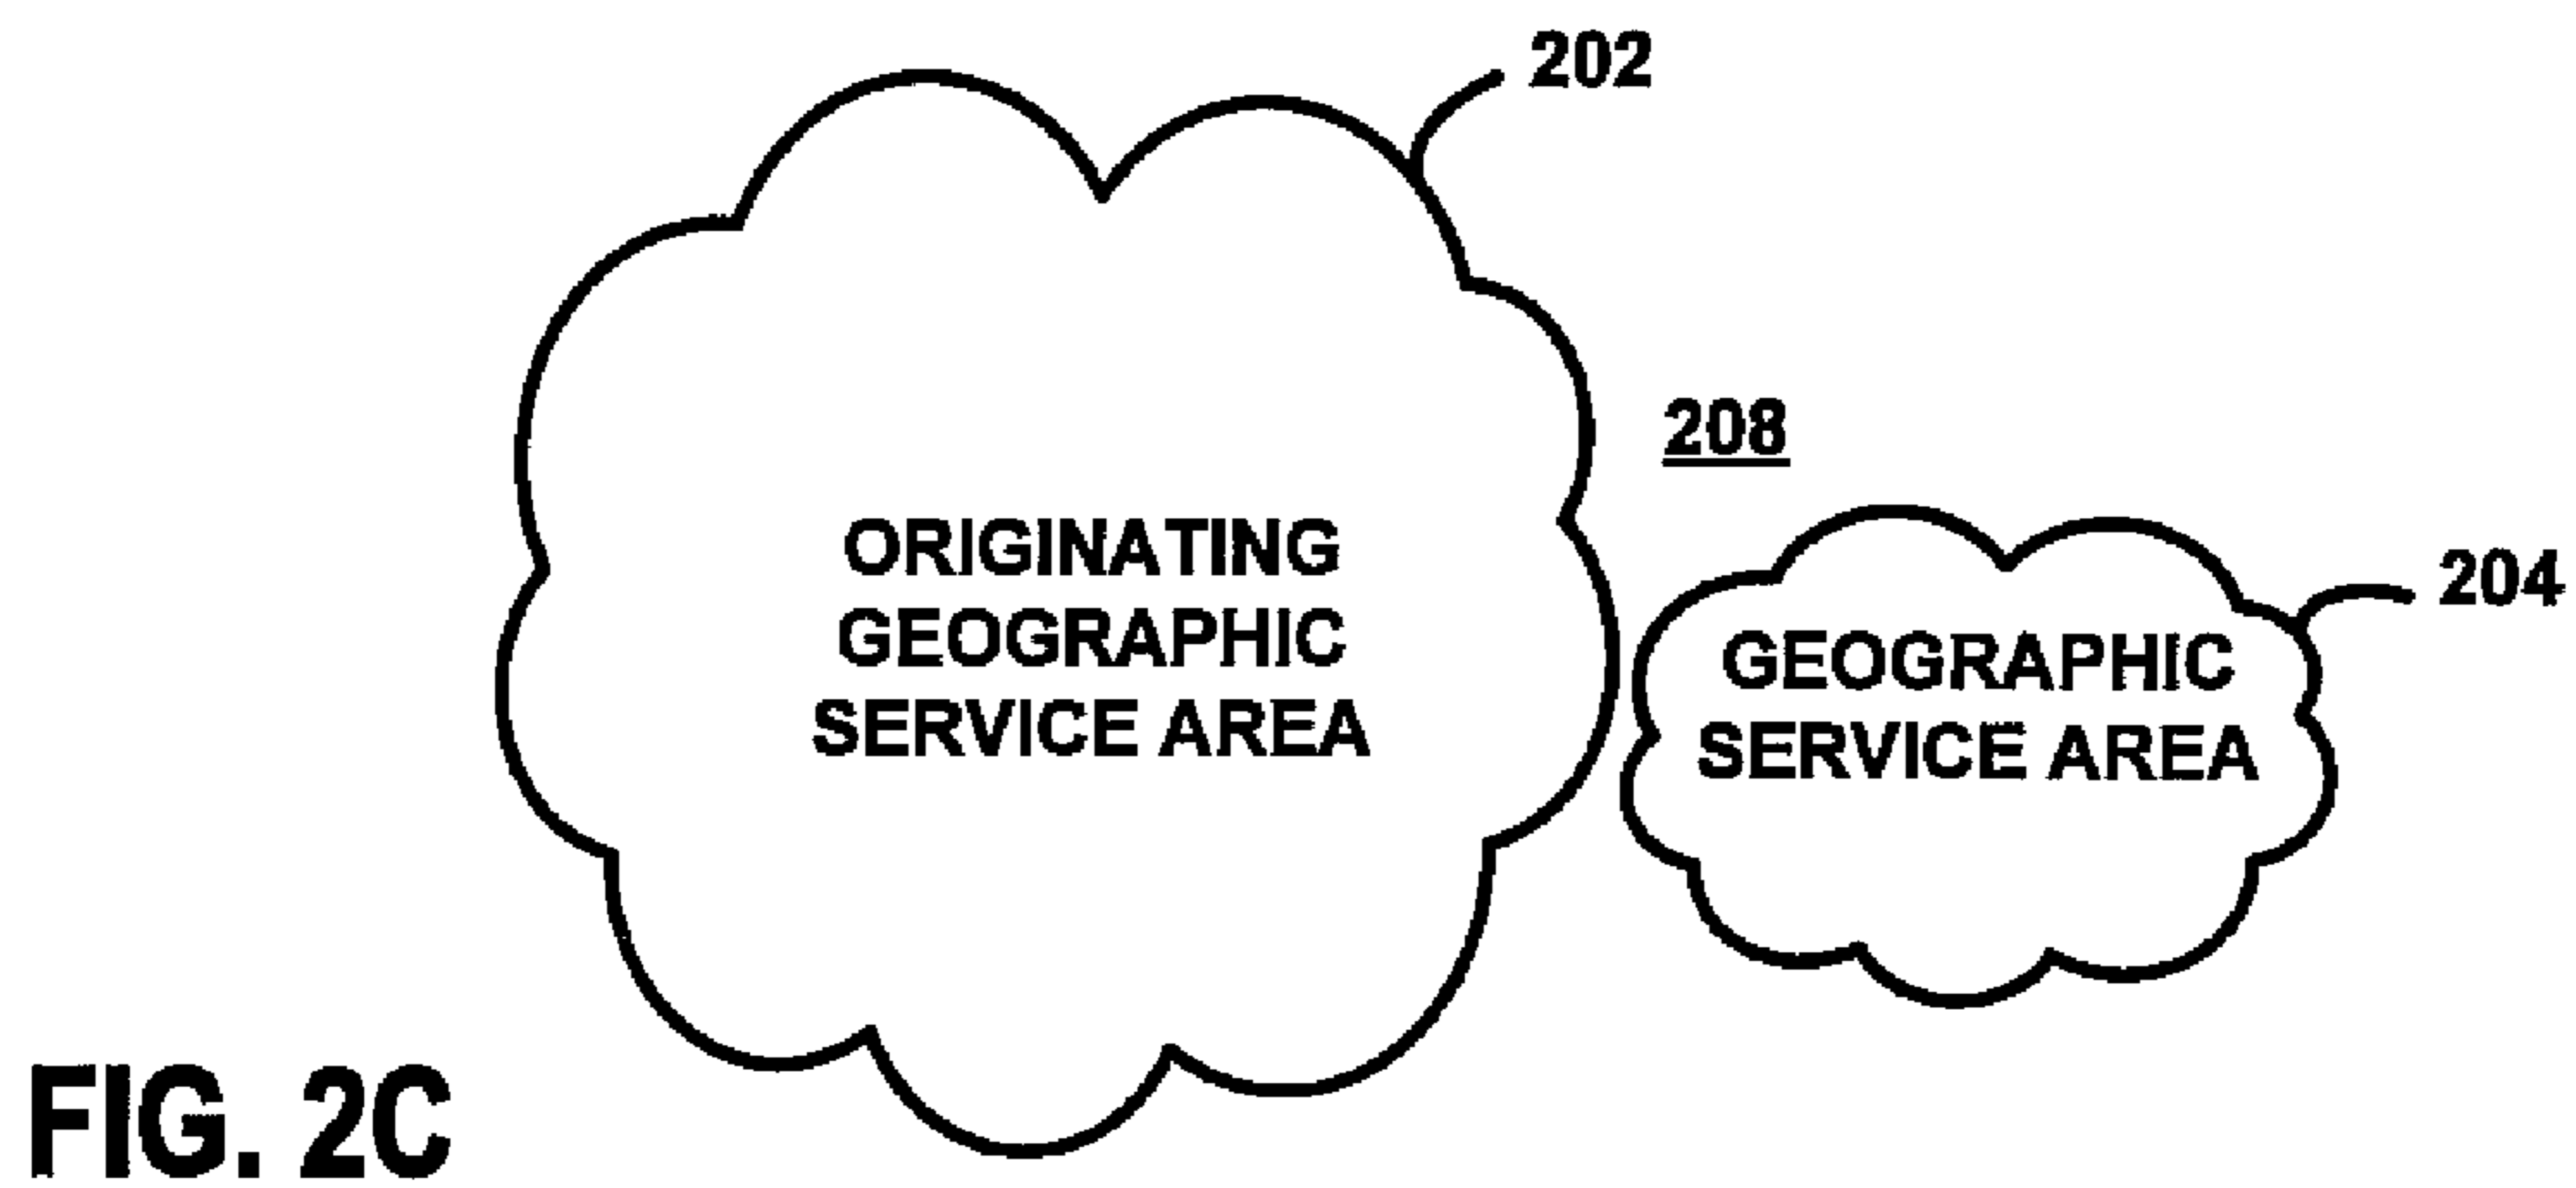 202
208
ORIGINATING
GEOGRAPHIC
SERVICE AREA
204
GEOGRAPHIC
SERVICE AREA
FIG. 2C